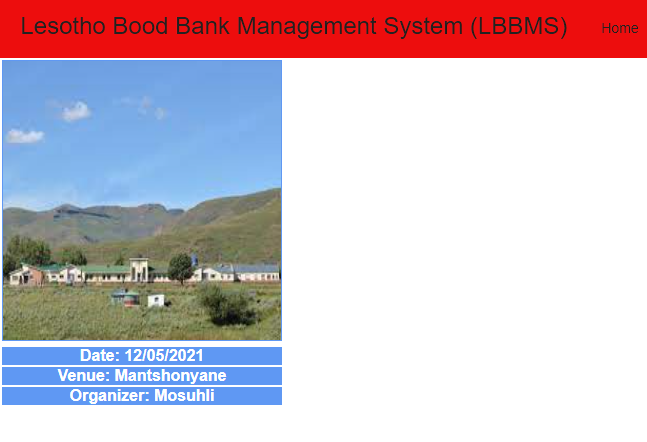 Lesotho Bood Bank Management System (LBBMS)
Home
Date: 12/05/2021
Venue: Mantshonyane
Organizer: Mosuhli